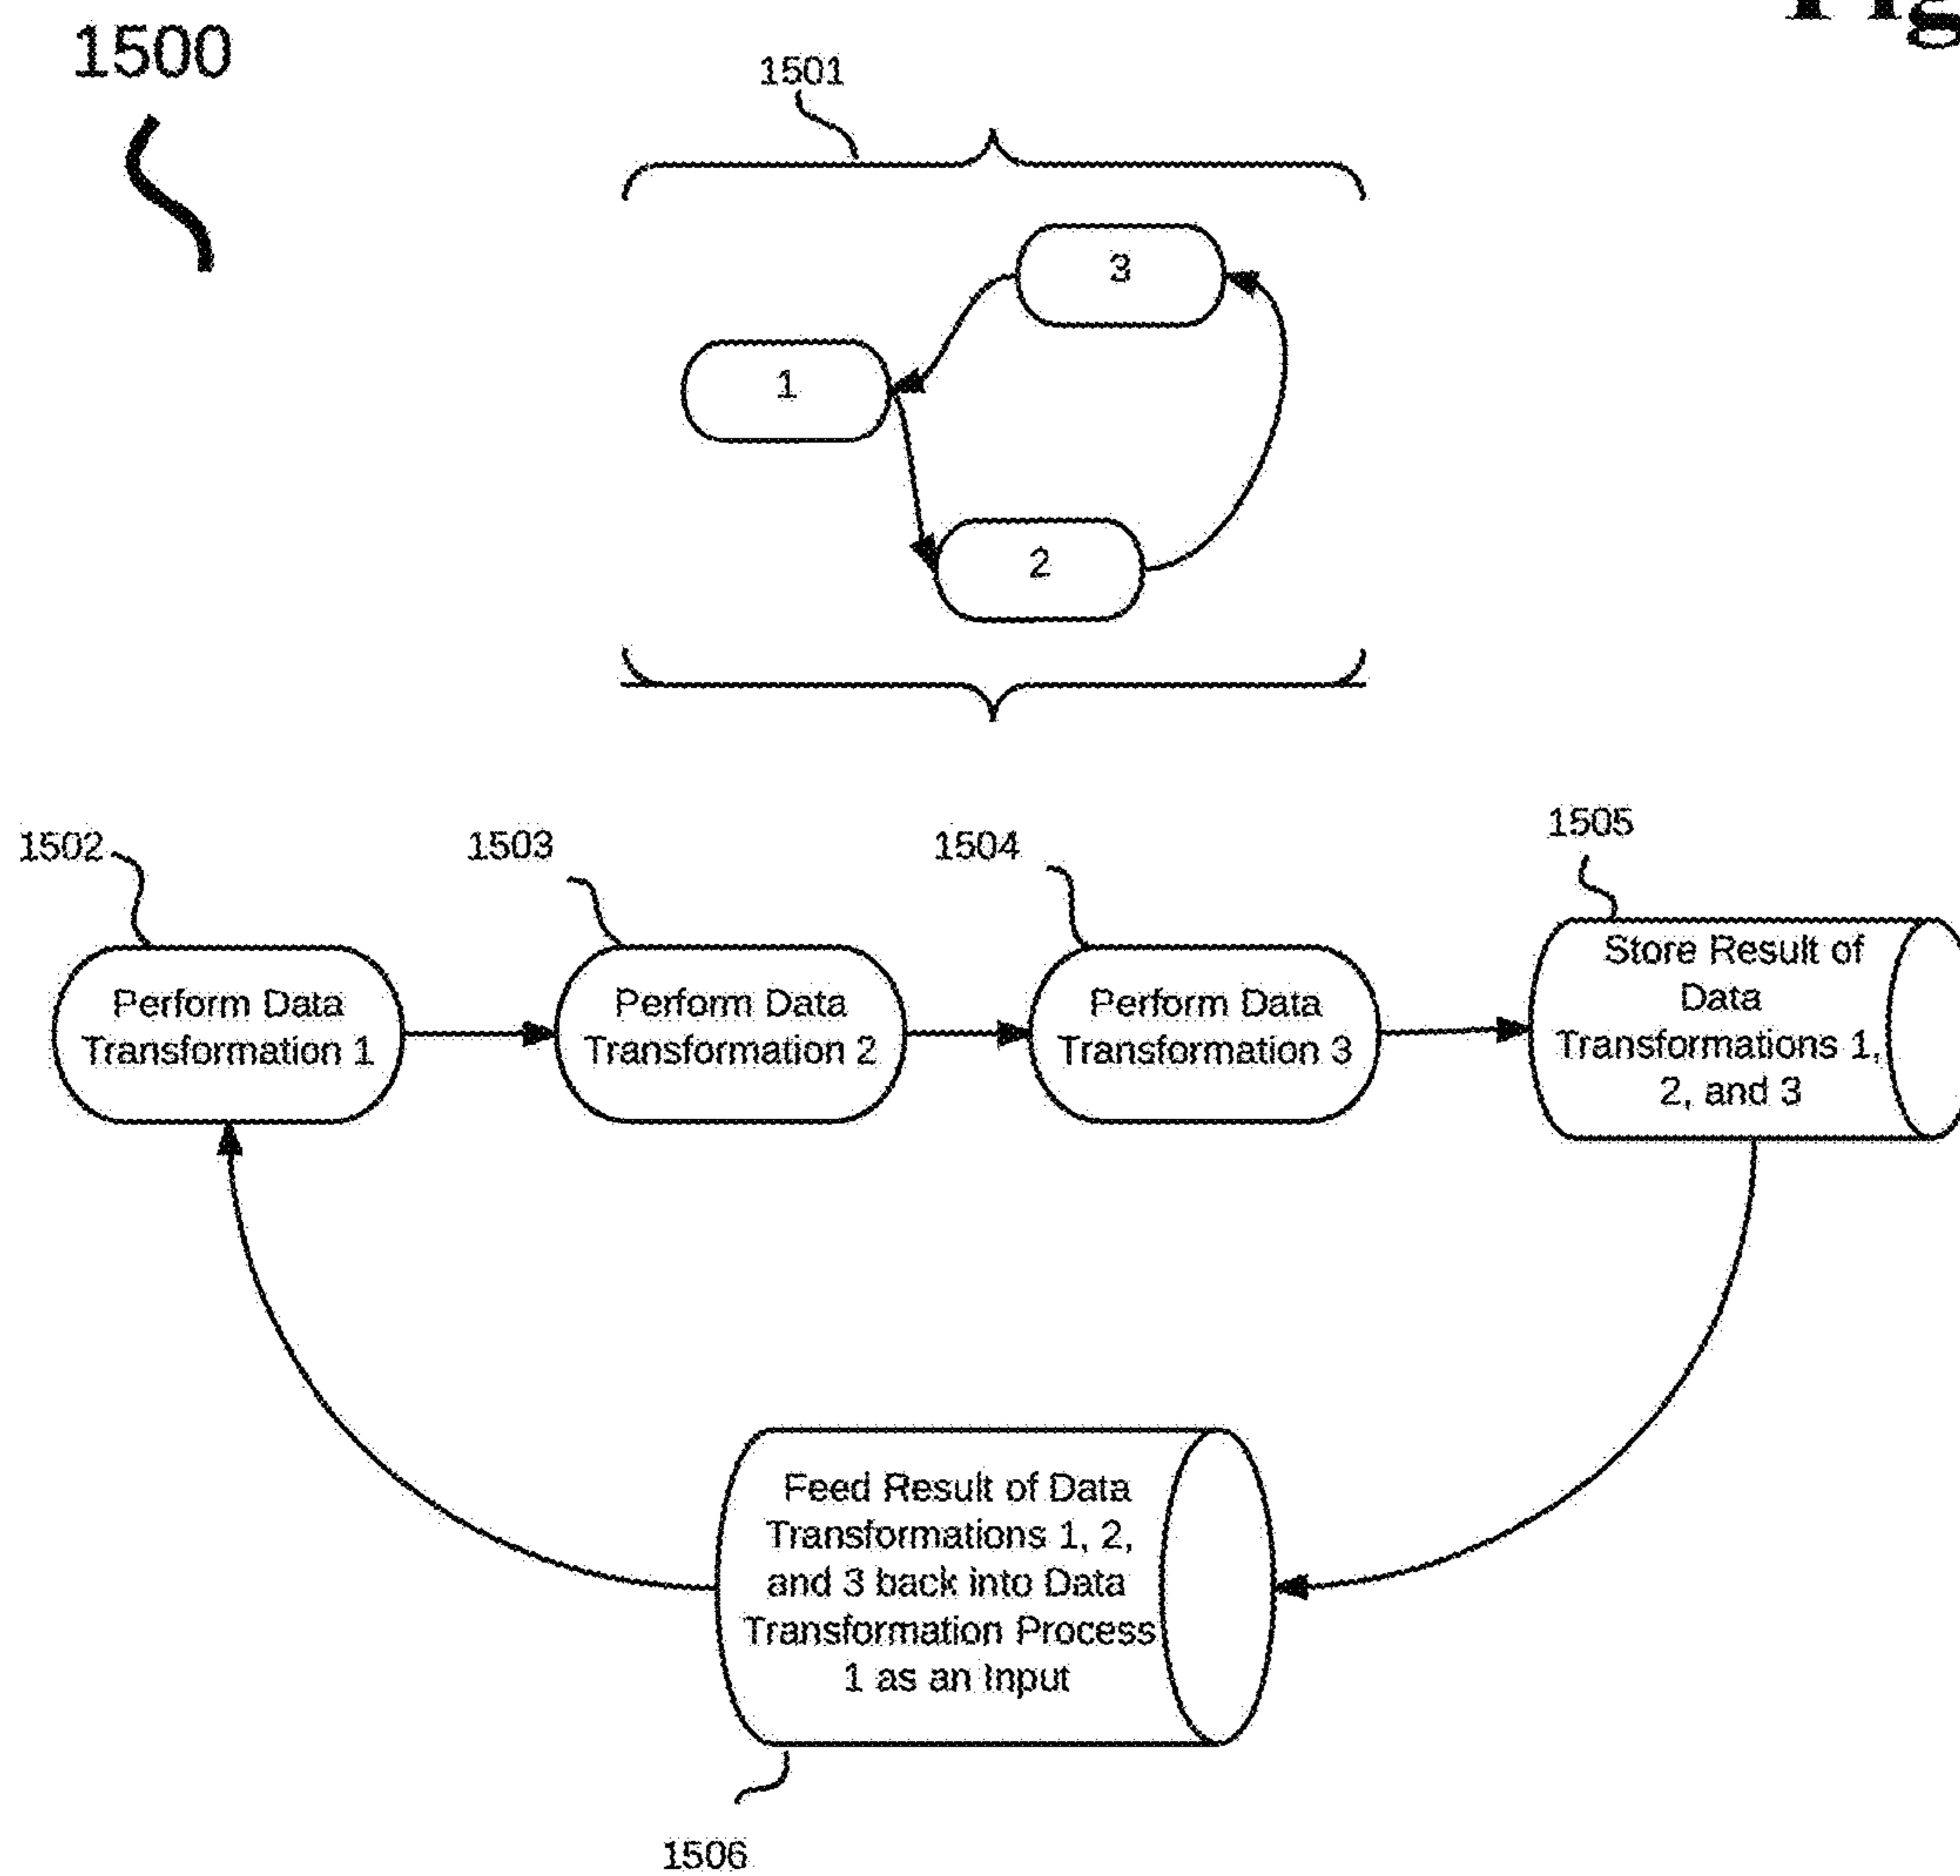 1500
1501
3
1
2
1502
1503
1504
1505
Perform Data
Transformation 1
Perform Data
Transformation 2
Perform Data
Transformation 3
Store Result of
Data
Transformations 1,
2, and 3
Feed Result of Data
Transformations 1, 2,
and 3 back into Data
Transformation Process
1 as an Input
1506